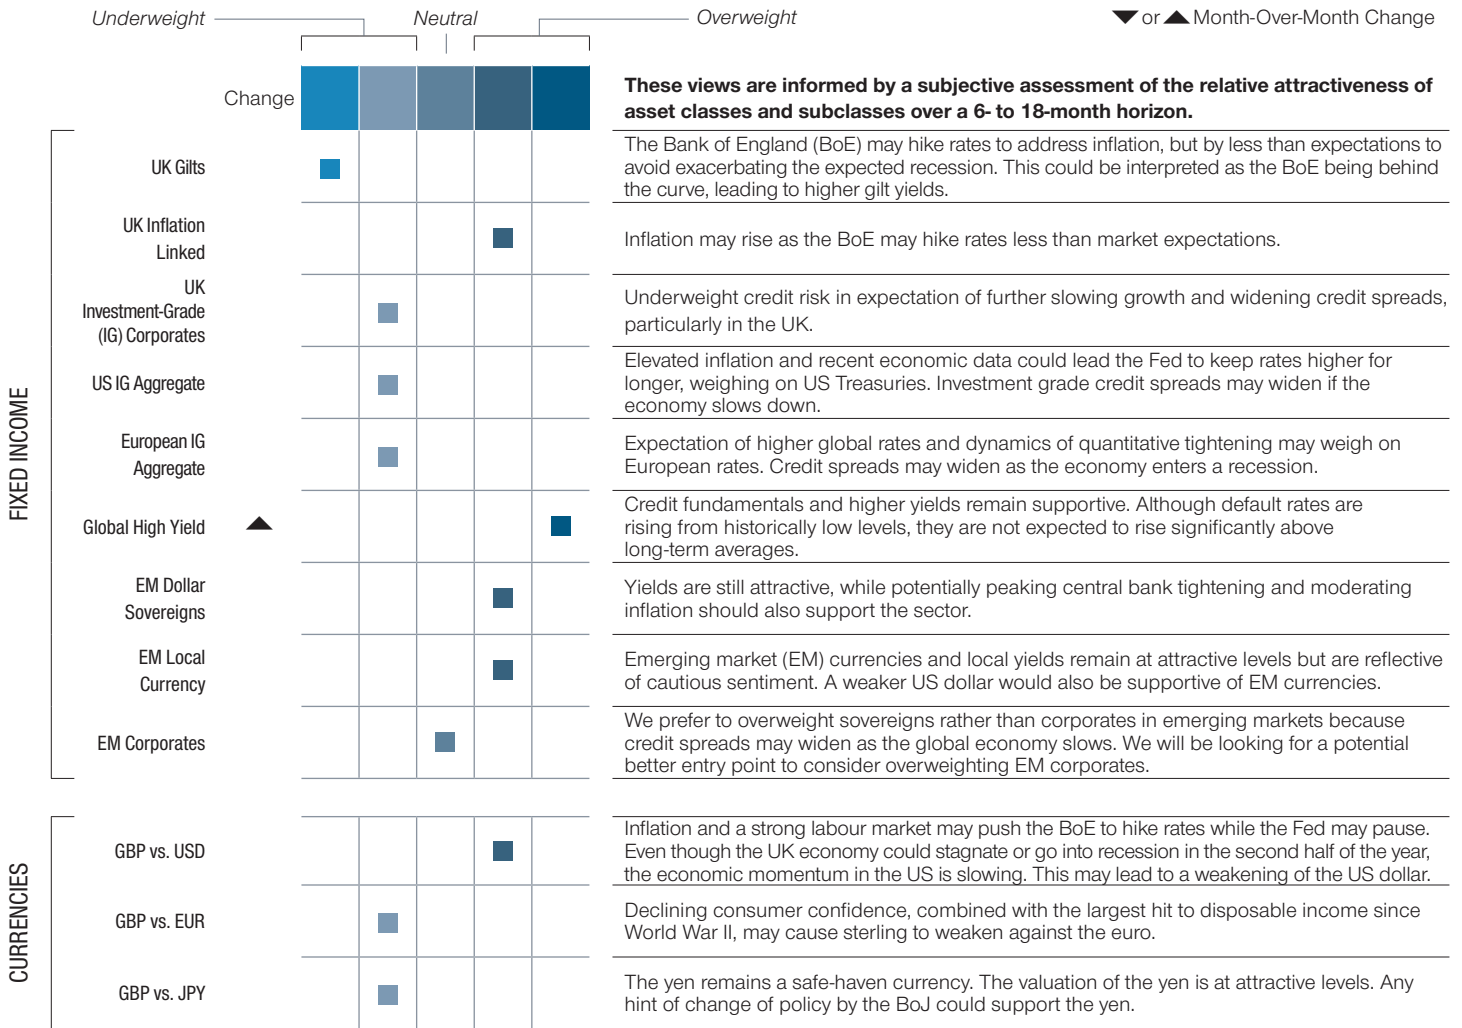 Underweight
Neutral
Overweight
▼ or ▲ Month-Over-Month Change
Change
These views are informed by a subjective assessment of the relative attractiveness of
asset classes and subclasses over a 6- to 18-month horizon.
FIXED INCOME
UK Gilts
The Bank of England (BoE) may hike rates to address inflation, but by less than expectations to
avoid exacerbating the expected recession. This could be interpreted as the BoE being behind
the curve, leading to higher gilt yields.
UK Inflation
Linked
Inflation may rise as the BoE may hike rates less than market expectations.
UK
Investment-Grade
(IG) Corporates
Underweight credit risk in expectation of further slowing growth and widening credit spreads,
particularly in the UK.
US IG Aggregate
Elevated inflation and recent economic data could lead the Fed to keep rates higher for
longer, weighing on US Treasuries. Investment grade credit spreads may widen if the
economy slows down.
European IG
Aggregate
Expectation of higher global rates and dynamics of quantitative tightening may weigh on
European rates. Credit spreads may widen as the economy enters a recession.
Global High Yield
▲
Credit fundamentals and higher yields remain supportive. Although default rates are
rising from historically low levels, they are not expected to rise significantly above
long-term averages.
EM Dollar
Sovereigns
Yields are still attractive, while potentially peaking central bank tightening and moderating
inflation should also support the sector.
EM Local
Currency
Emerging market (EM) currencies and local yields remain at attractive levels but are reflective
of cautious sentiment. A weaker US dollar would also be supportive of EM currencies.
EM Corporates
We prefer to overweight sovereigns rather than corporates in emerging markets because
credit spreads may widen as the global economy slows. We will be looking for a potential
better entry point to consider overweighting EM corporates.
CURRENCIES
GBP vs. USD
Inflation and a strong labour market may push the BoE to hike rates while the Fed may pause.
Even though the UK economy could stagnate or go into recession in the second half of the year,
the economic momentum in the US is slowing. This may lead to a weakening of the US dollar.
GBP vs. EUR
Declining consumer confidence, combined with the largest hit to disposable income since
World War II, may cause sterling to weaken against the euro.
GBP vs. JPY
The yen remains a safe-haven currency. The valuation of the yen is at attractive levels. Any
hint of change of policy by the BoJ could support the yen.